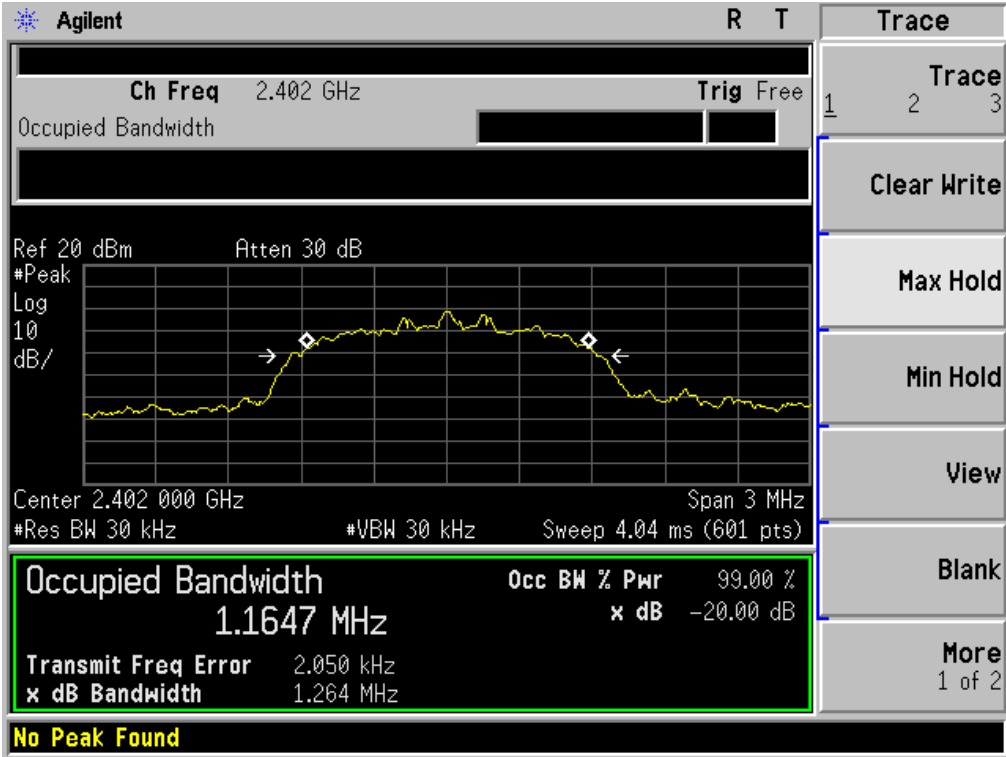 Agilent R T Trace
Ch Freq 2.402 GHz Trig Free
Occupied Bandwidth
Ref 20 dBm Atten 30 dB
#Peak
Log
10
dB/
Center 2.402 000 GHz Span 3 MHz
#Res BW 30 kHz #VBW 30 kHz Sweep 4.04 ms (601 pts)
Occupied Bandwidth Occ BW % Pwr 99.00 %
1.1647 MHz x dB -20.00 dB
Transmit Freq Error 2.050 kHz
x dB Bandwidth 1.264 MHz
No Peak Found
Trace
1 2 3
Clear Write
Max Hold
Min Hold
View
Blank
More
1 of 2